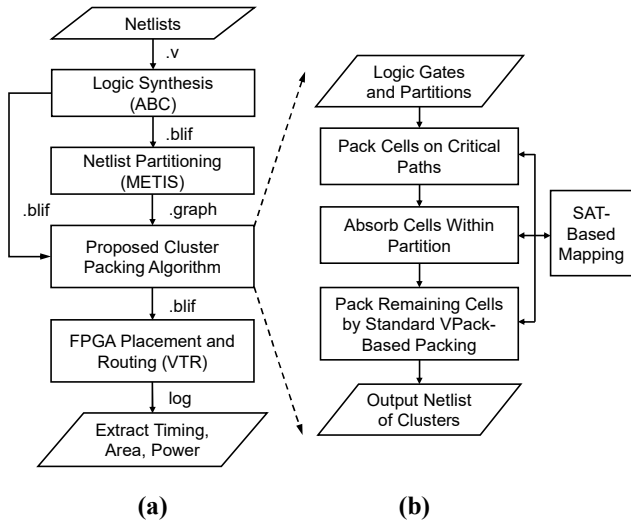 Netlists
.v
Logic Synthesis
(ABC)
.blif
Netlist Partitioning
(METIS)
.blif
.graph
Proposed Cluster
Packing Algorithm
.blif
FPGA Placement and
Routing (VTR)
log
Extract Timing,
Area, Power
(a)
Logic Gates
and Partitions
Pack Cells on Critical
Paths
Absorb Cells Within
Partition
SAT-
Based
Mapping
Pack Remaining Cells
by Standard VPack-
Based Packing
Output Netlist
of Clusters
(b)